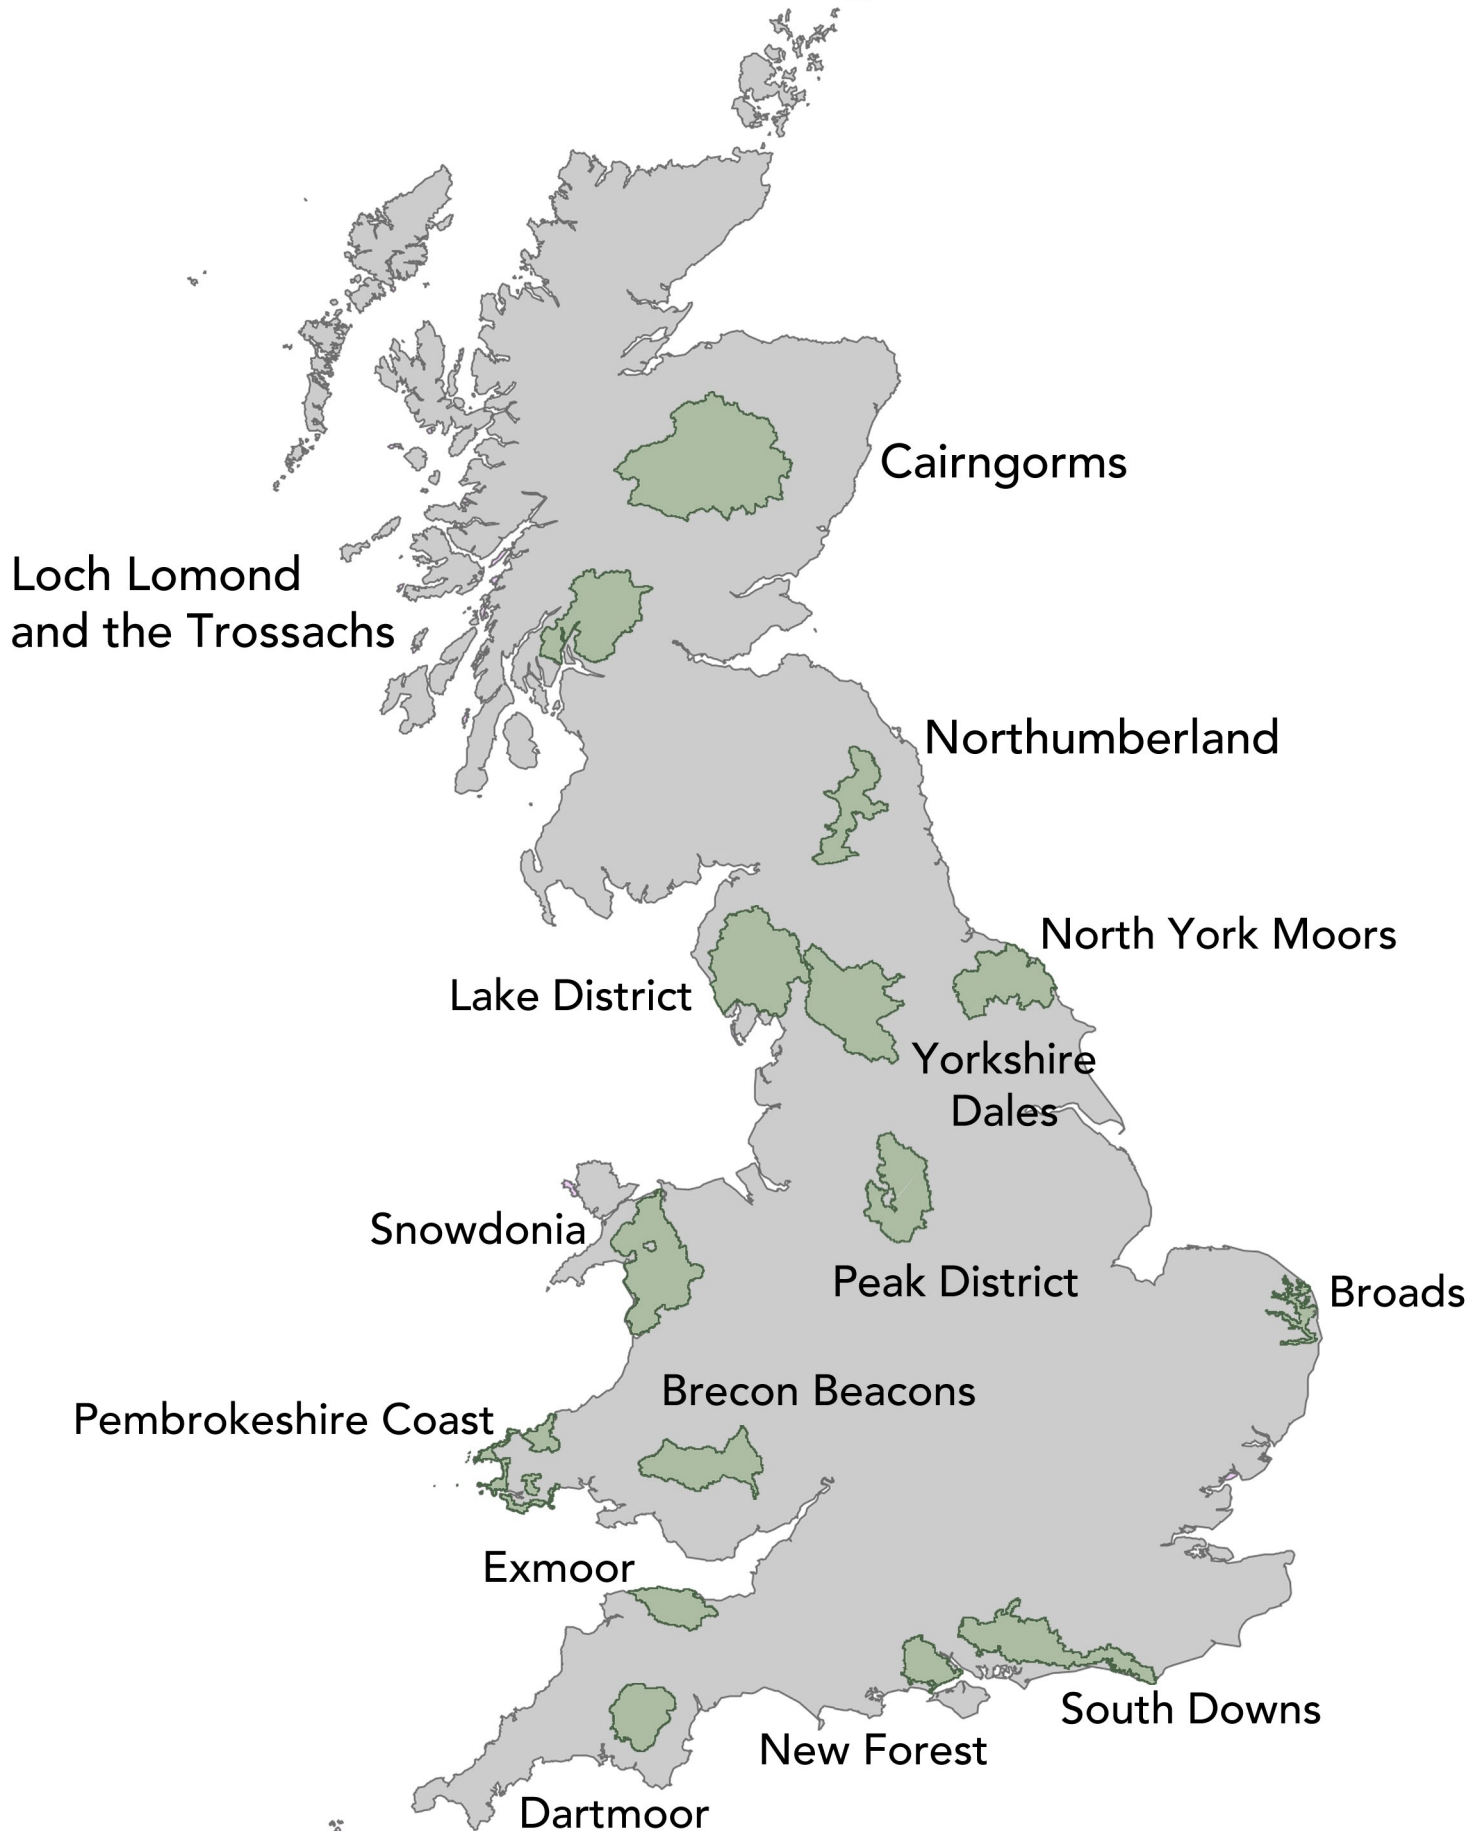 Cairngorms
Loch Lomond
and the Trossachs
Northumberland
North York Moors
Lake District
Yorkshire
Dales
Snowdonia
Peak District
Broads
Brecon Beacons
Pembrokeshire Coast
Exmoor
South Downs
New Forest
Dartmoor